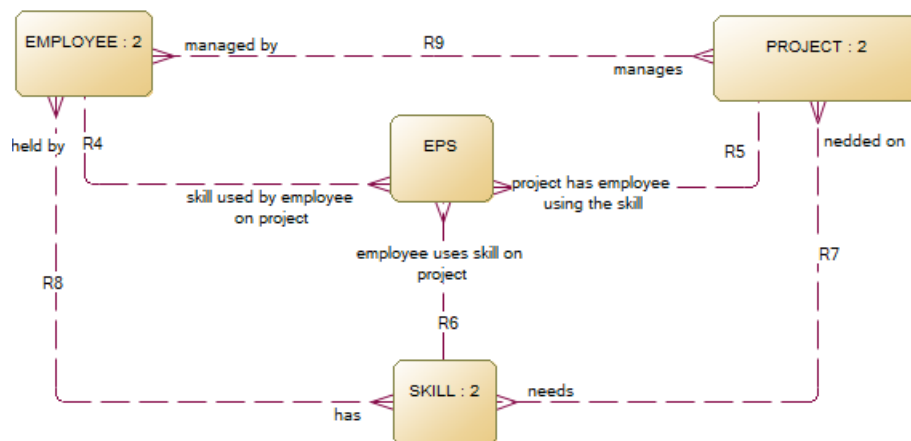 EMPLOYEE : 2
managed by
R9
manages
PROJECT : 2
held by
R4
EPS
R5
nedded on
skill used by employee
on project
project has employee
using the skill
employee uses skill on
project
R8
R7
R6
SKILL : 2
has
needs